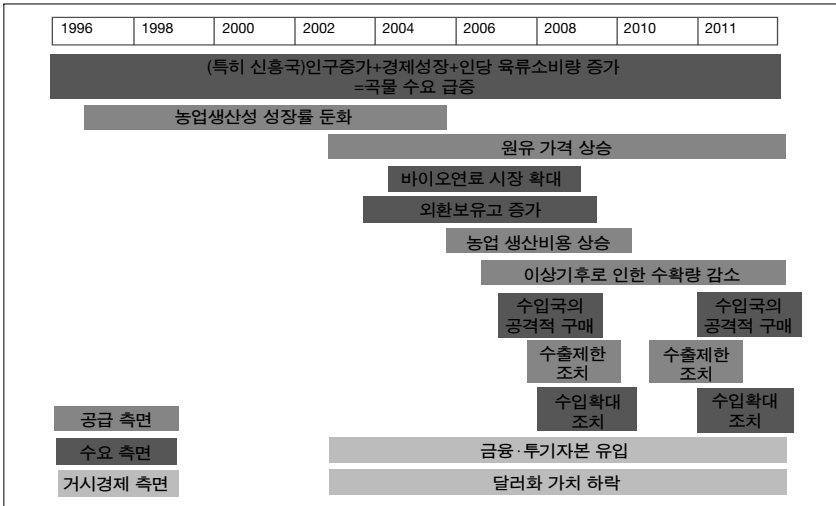 1996 1998 2000 2002 2004 2006 2008 2010 2011
(특히 신흥국)인구증가+경제성장+인당 육류소비량 증가
=곡물 수요 급증
농업생산성 성장률 둔화
원유 가격 상승
바이오연료 시장 확대
외환보유고 증가
농업 생산비용 상승
이상기후로 인한 수확량 감소
수입국의 수입국의
공격적 구매 공격적 구매
수출제한 수출제한
조치 조치
수입확대 수입확대
조치 조치
공급 측면
수요 측면
금융·투기자본 유입
거시경제 측면
달러화 가치 하락